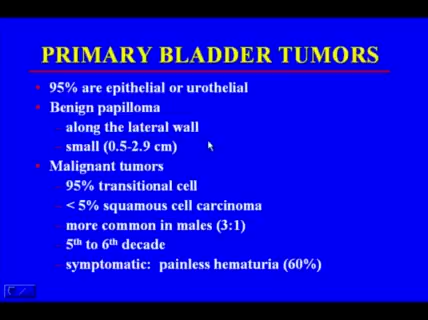 PRIMARY BLADDER TUMORS
• 95% are epithelial or urothelial
• Benign papilloma
– along the lateral wall
– small (0.5-2.9 cm)
• Malignant tumors
– 95% transitional cell
– < 5% squamous cell carcinoma
– more common in males (3:1)
– 5th to 6th decade
– symptomatic: painless hematuria (60%)